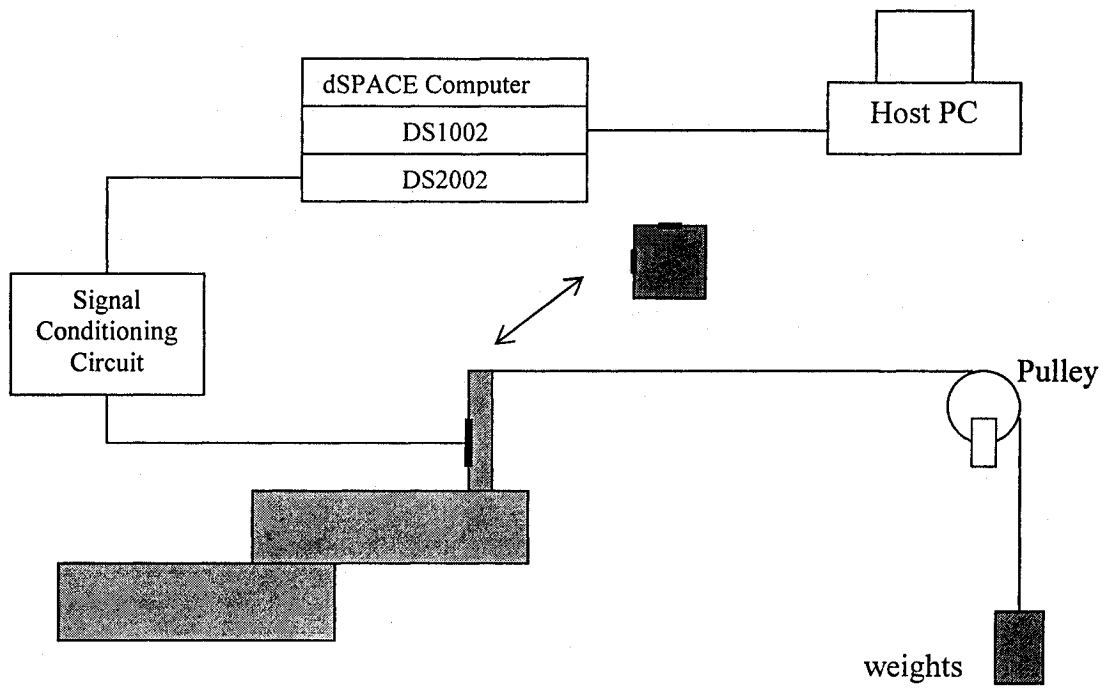 dSPACE Computer
DS1002
DS2002
Host PC
Signal
Conditioning
Circuit
Pulley
weights